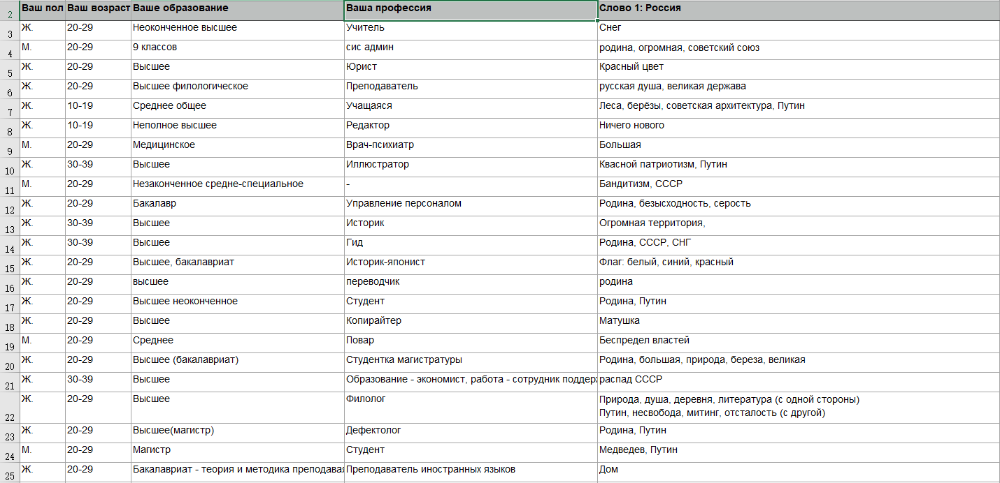 2 Ваш пол Ваш возраст Ваше образование Ваша профессия Слово 1: Россия
3 Ж. 20-29 Неоконченное высшее Учитель Снег
4 М. 20-29 9 классов сис админ родина, огромная, советский союз
5 Ж. 20-29 Высшее Юрист Красный цвет
6 Ж. 20-29 Высшее филологическое Преподаватель русская душа, великая держава
7 Ж. 10-19 Среднее общее Учащаяся Леса, берёзы, советская архитектура, Путин
8 Ж. 10-19 Неполное высшее Редактор Ничего нового
9 М. 20-29 Медицинское Врач-психиатр Большая
10 Ж. 30-39 Высшее Иллюстратор Квасной патриотизм, Путин
11 М. 20-29 Незаконченное средне-специальное - Бандитизм, СССР
12 Ж. 20-29 Бакалавр Управление персоналом Родина, безысходность, серость
13 Ж. 30-39 Высшее Историк Огромная территория,
14 Ж. 30-39 Высшее Гид Родина, СССР, СНГ
15 Ж. 20-29 Высшее, бакалавриат Историк-японист Флаг: белый, синий, красный
16 Ж. 20-29 высшее переводчик родина
17 Ж. 20-29 Высшее неоконченное Студент Родина, Путин
18 Ж. 20-29 Высшее Копирайтер Матушка
19 М. 20-29 Среднее Повар Беспредел властей
20 Ж. 20-29 Высшее (бакалавриат) Студентка магистратуры Родина, большая, природа, береза, великая
21 Ж. 30-39 Высшее Образование - экономист, работа - сотрудник поддер распад СССР
22 Ж. 20-29 Высшее Филолог Природа, душа, деревня, литература (с одной стороны)
Путин, несвобода, митинг, отсталость (с другой)
23 Ж. 20-29 Высшее(магистр) Дефектолог Родина, Путин
24 М. 20-29 Магистр Студент Медведев, Путин
25 Ж. 20-29 Бакалавриат - теория и методика преподава Преподаватель иностранных языков Дом